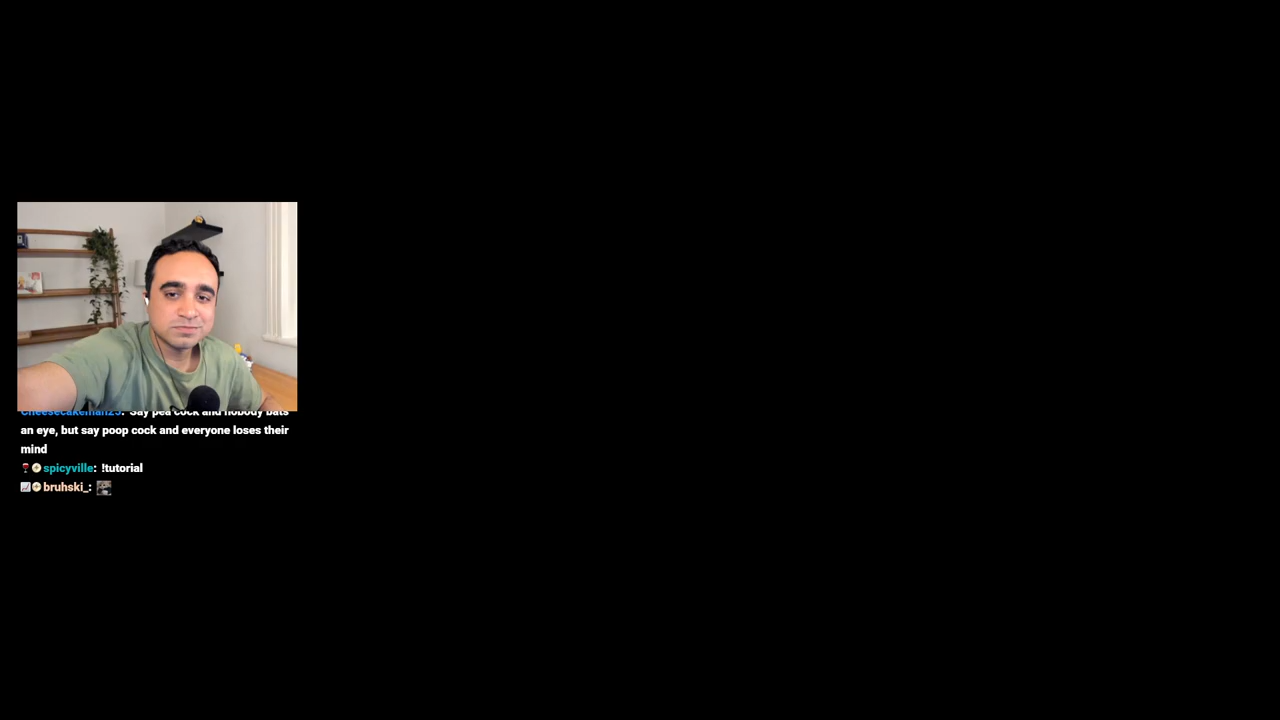 Cheesecakeman25: Say pea cock and nobody bats
an eye, but say poop cock and everyone loses their
mind
spicyville: !tutorial
bruhski_: